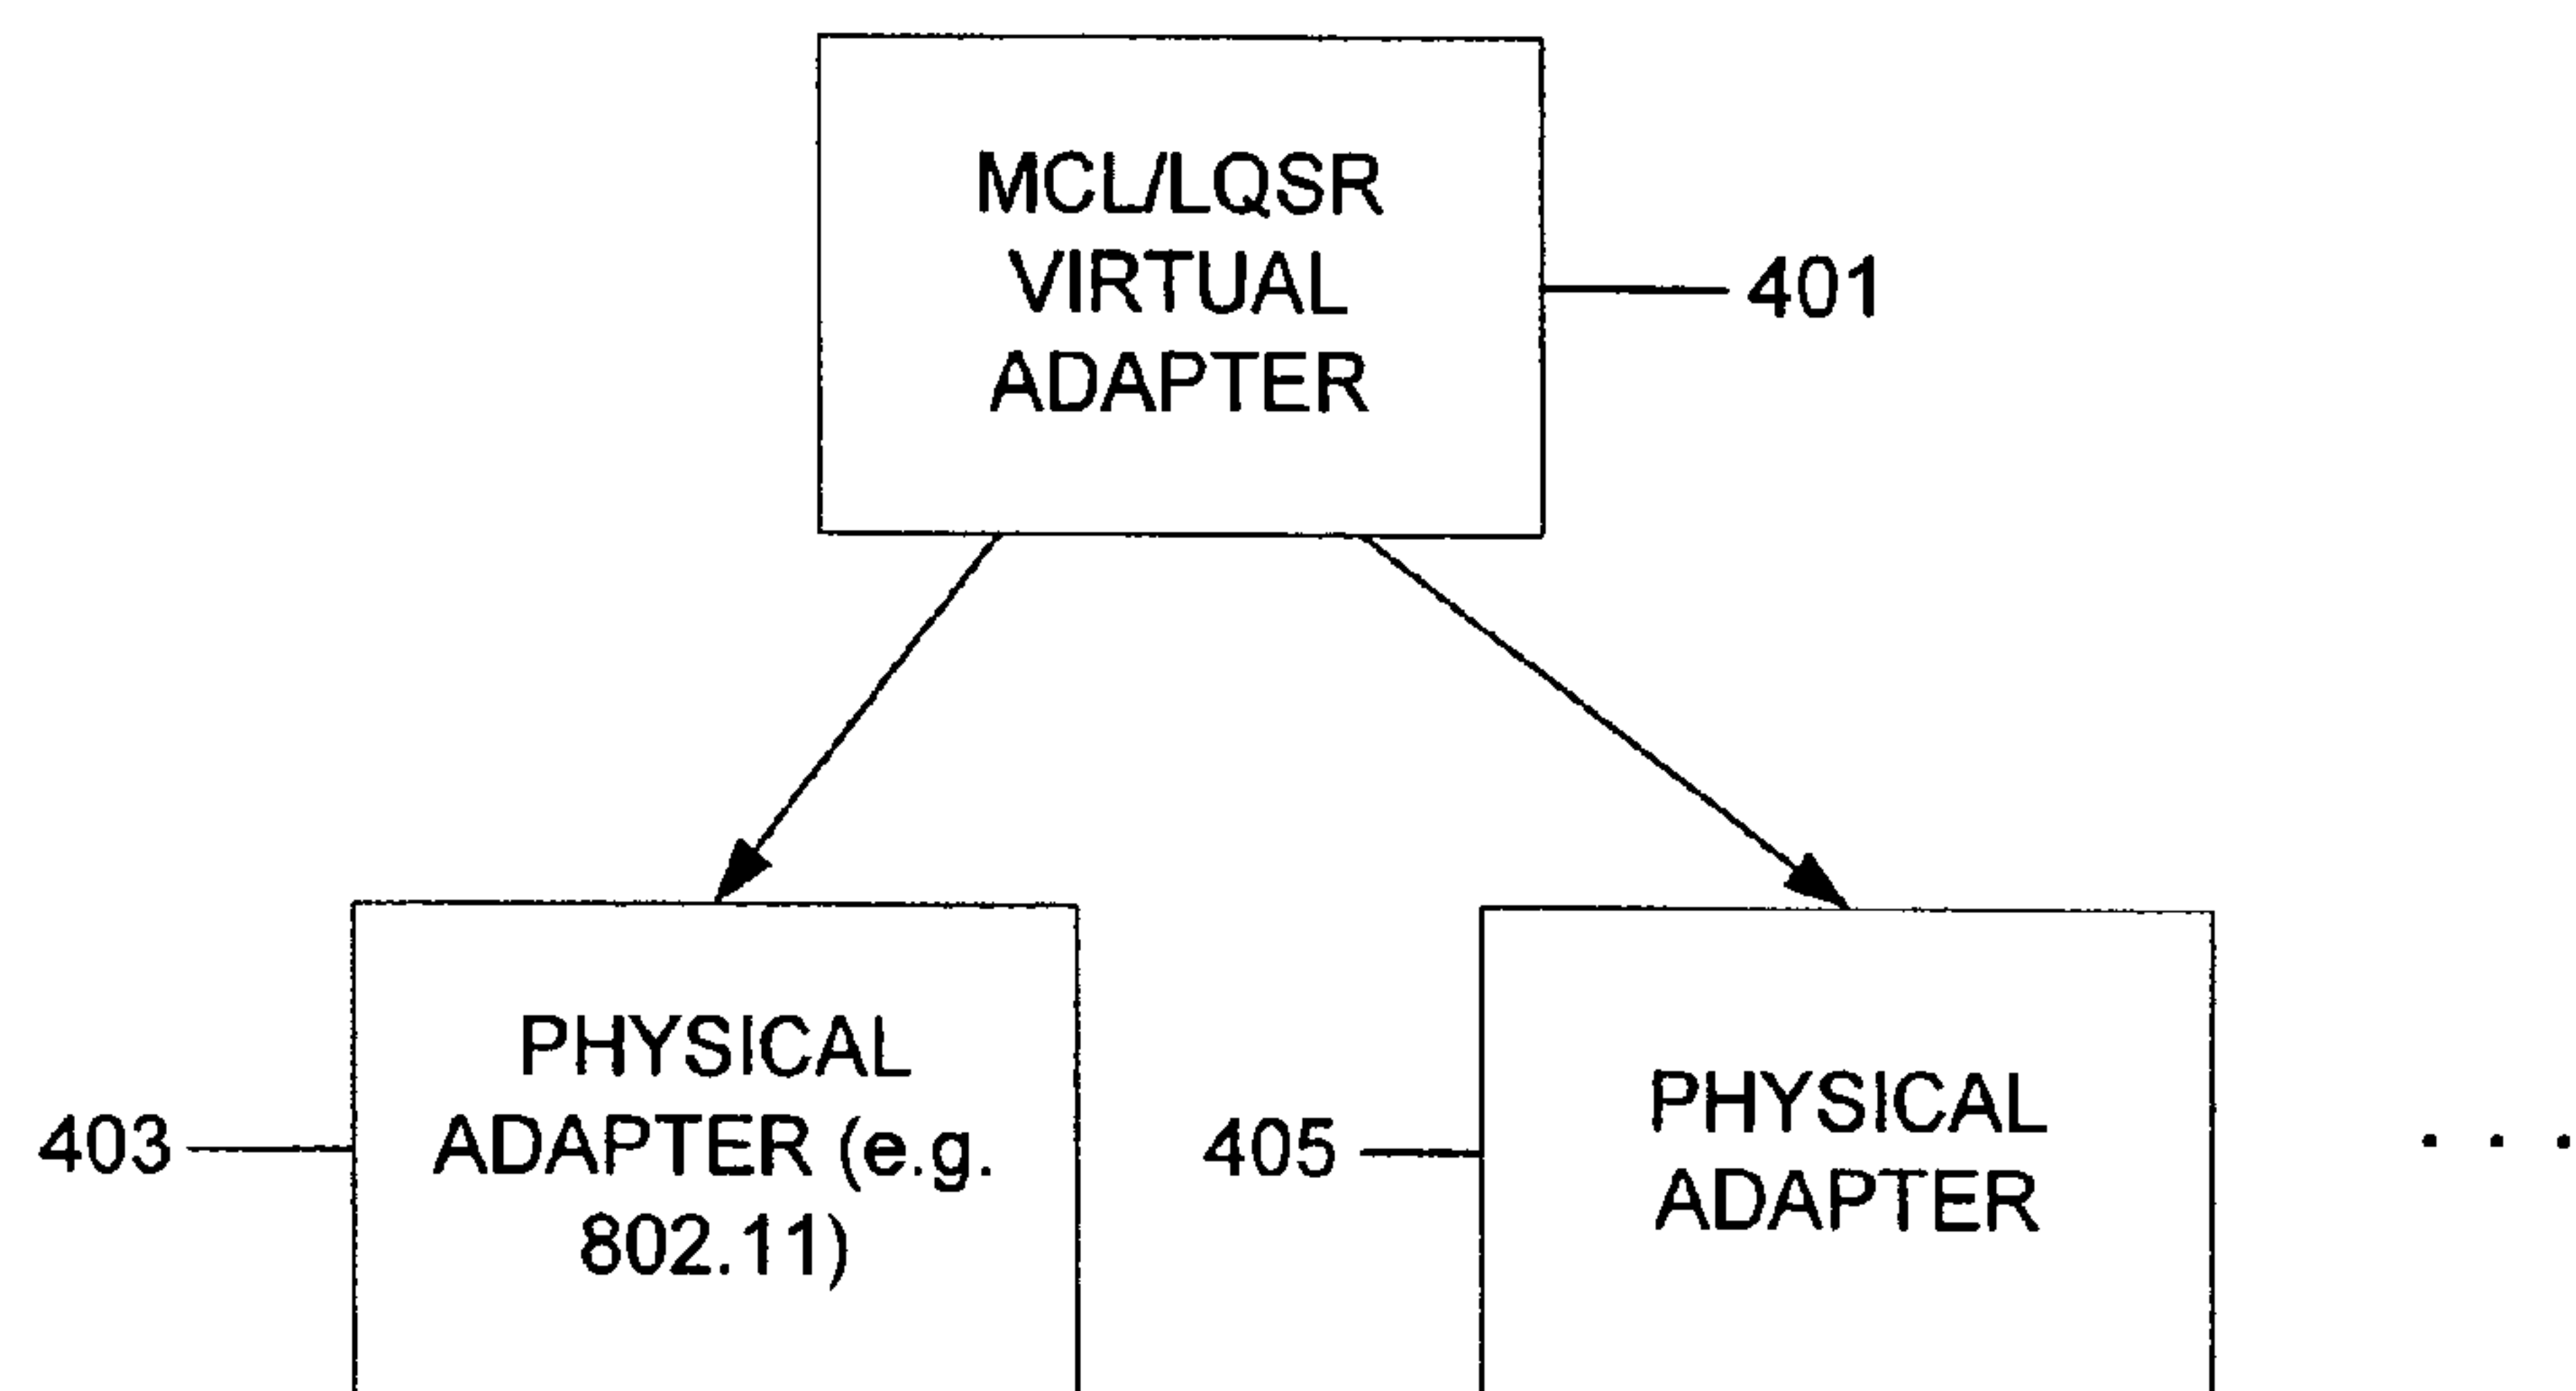 MCL/LQSR
VIRTUAL
ADAPTER
401
403
PHYSICAL
ADAPTER (e.g.
802.11)
405
PHYSICAL
ADAPTER
. . .